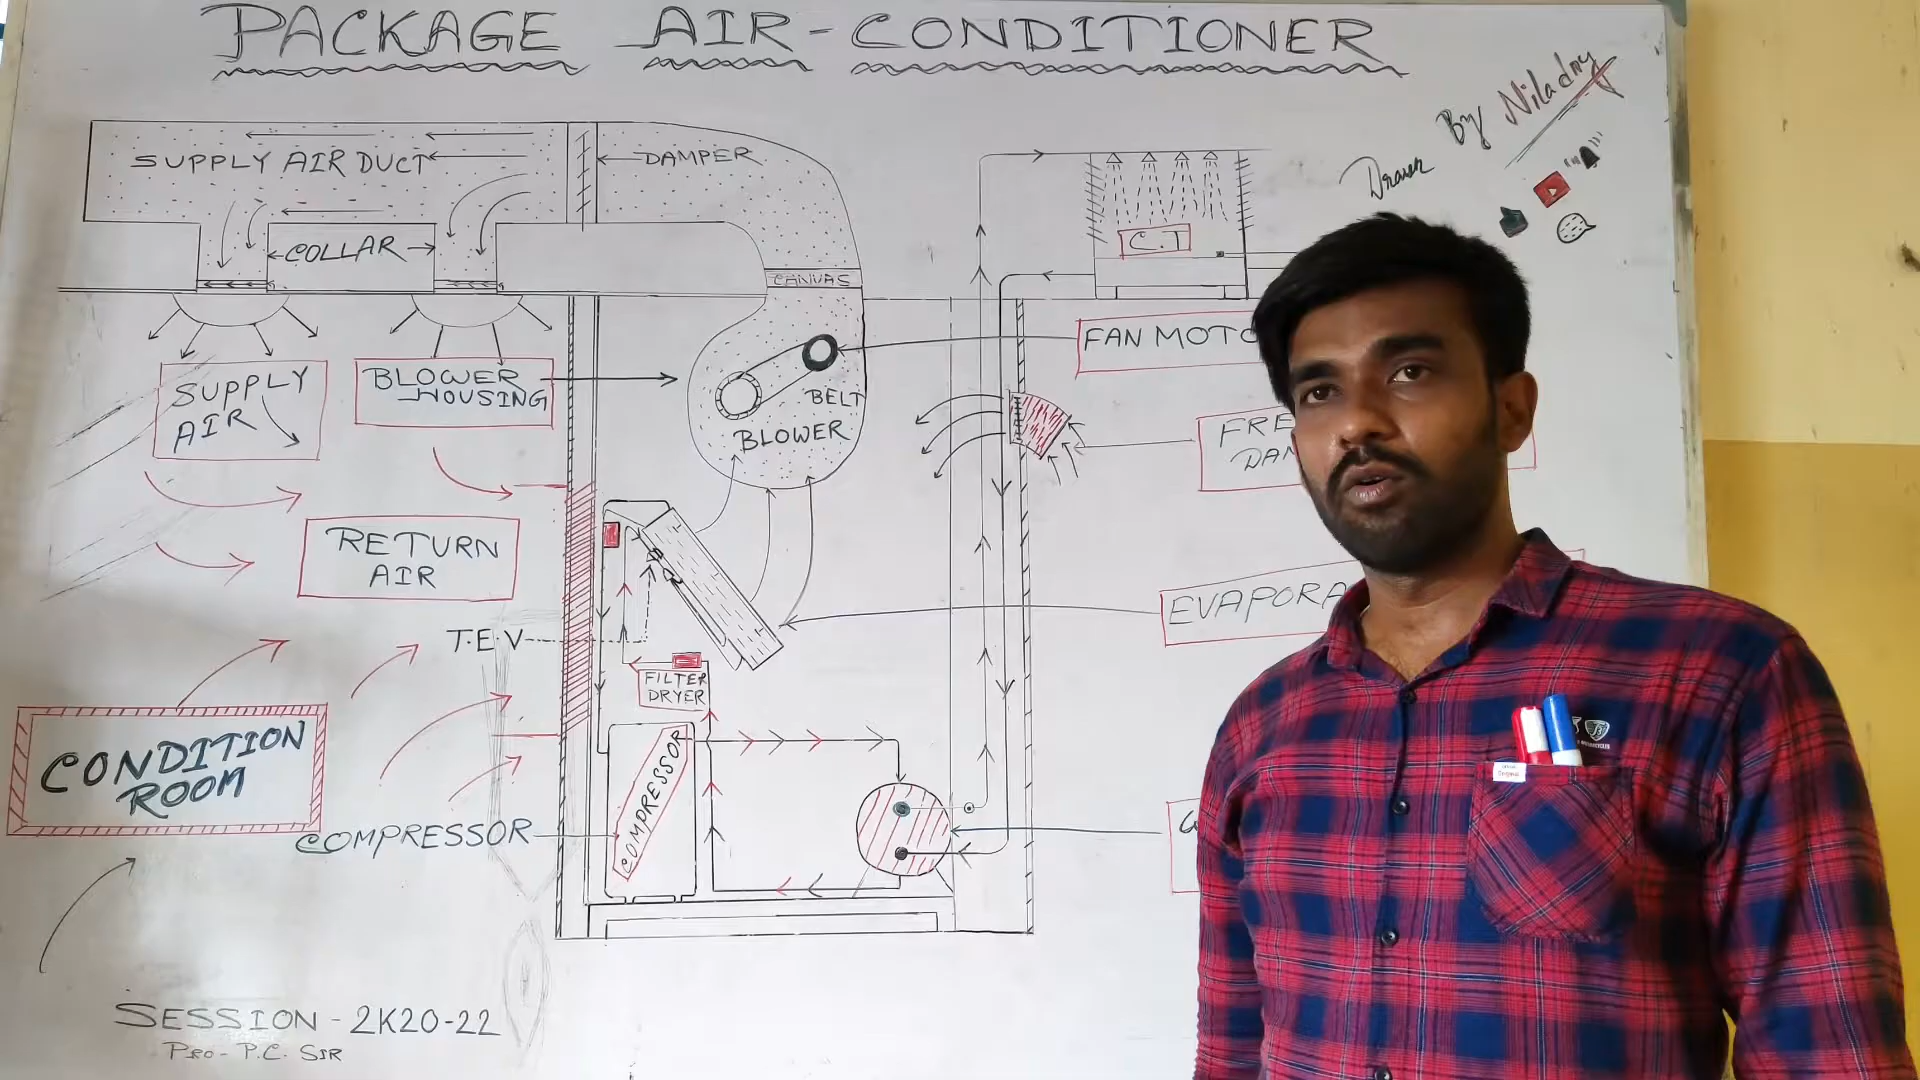 PACKAGE AIR-CONDITIONER
Drawn By Niladry
SUPPLY AIR DUCT
DAMPER
COLLAR
CANVAS
C.T
FAN MOTO
SUPPLY
AIR
BLOWER
HOUSING
BELT
BLOWER
FRE
DAM
RETURN
AIR
EVAPORA
T.E.V
FILTER
DRYER
CONDITION
ROOM
COMPRESSOR
COMPRESSOR
SESSION - 2K20-22
Pro - P.C. SIR